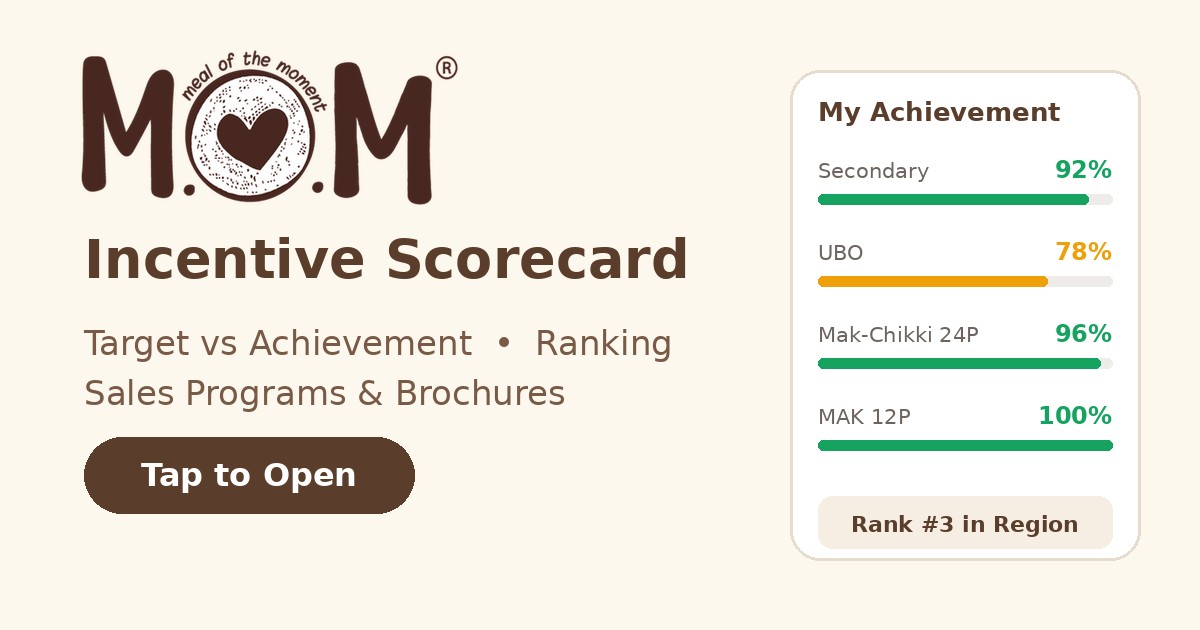 meal of the moment
M.O.M®
Incentive Scorecard
Target vs Achievement • Ranking
Sales Programs & Brochures
Tap to Open
My Achievement
Secondary 92%
UBO 78%
Mak-Chikki 24P 96%
MAK 12P 100%
Rank #3 in Region